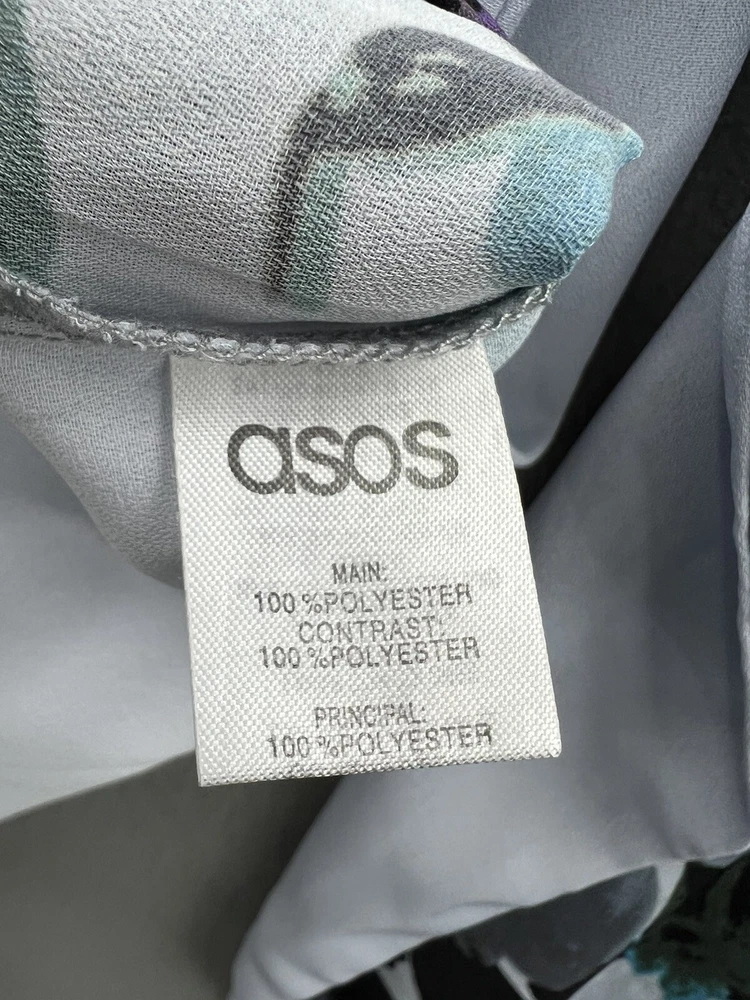 asos
MAIN:
100%POLYESTER
CONTRAST:
100%POLYESTER
PRINCIPAL:
100%POLYESTER